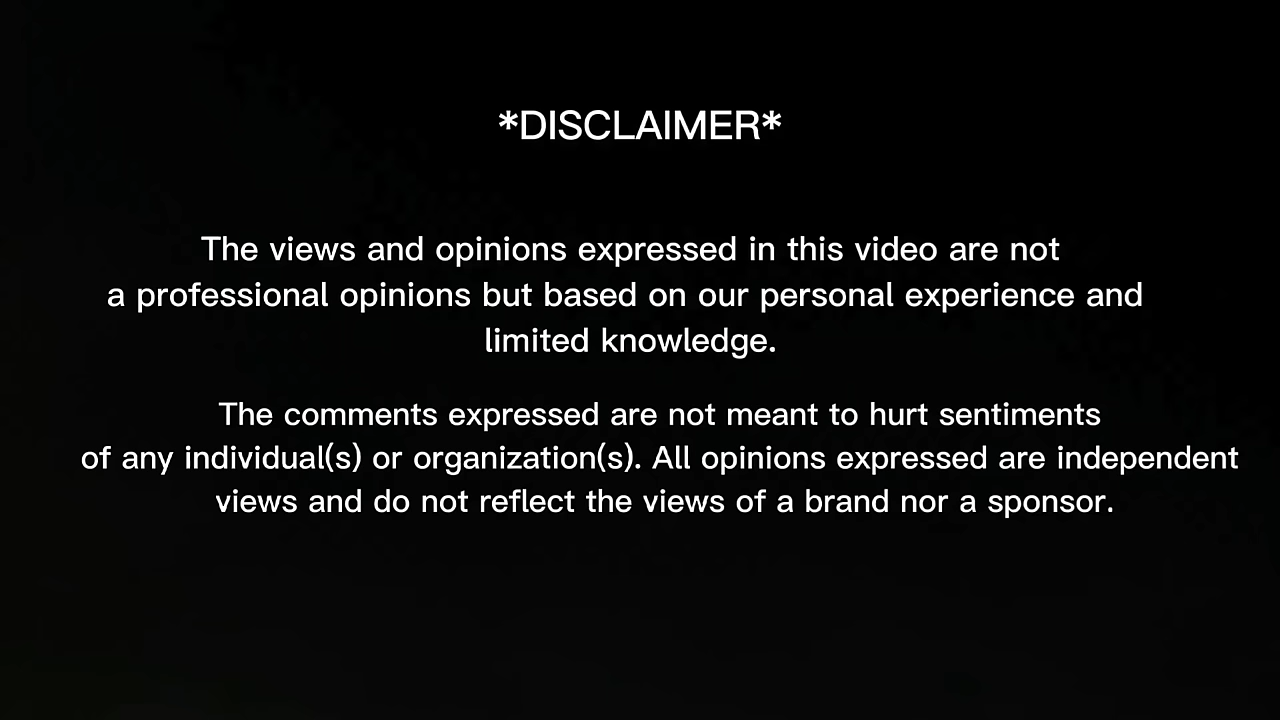 *DISCLAIMER*
The views and opinions expressed in this video are not
a professional opinions but based on our personal experience and
limited knowledge.
The comments expressed are not meant to hurt sentiments
of any individual(s) or organization(s). All opinions expressed are independent
views and do not reflect the views of a brand nor a sponsor.